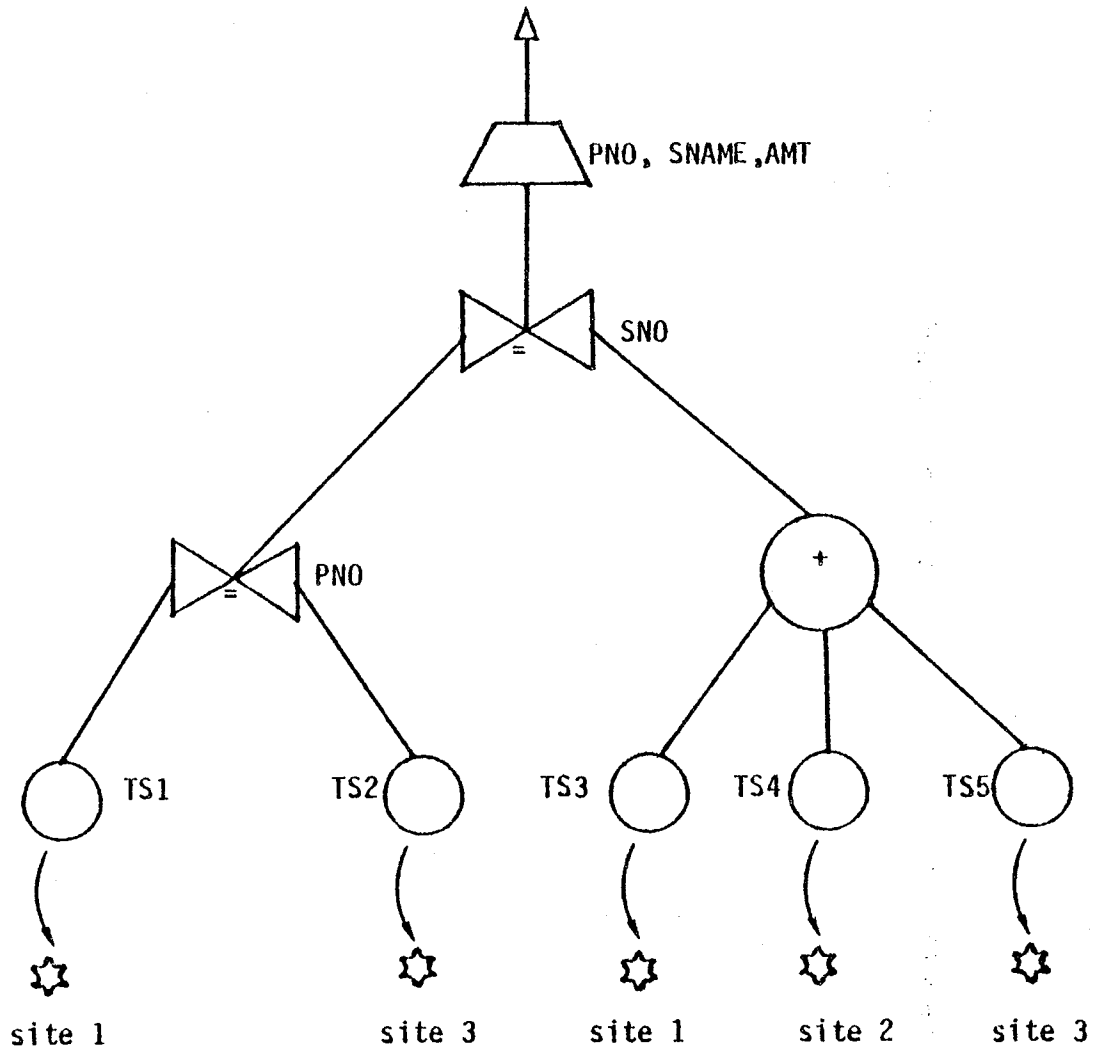 PNO, SNAME,AMT
=
SNO
=
PNO
+
TS1
TS2
TS3
TS4
TS5
site 1
site 3
site 1
site 2
site 3